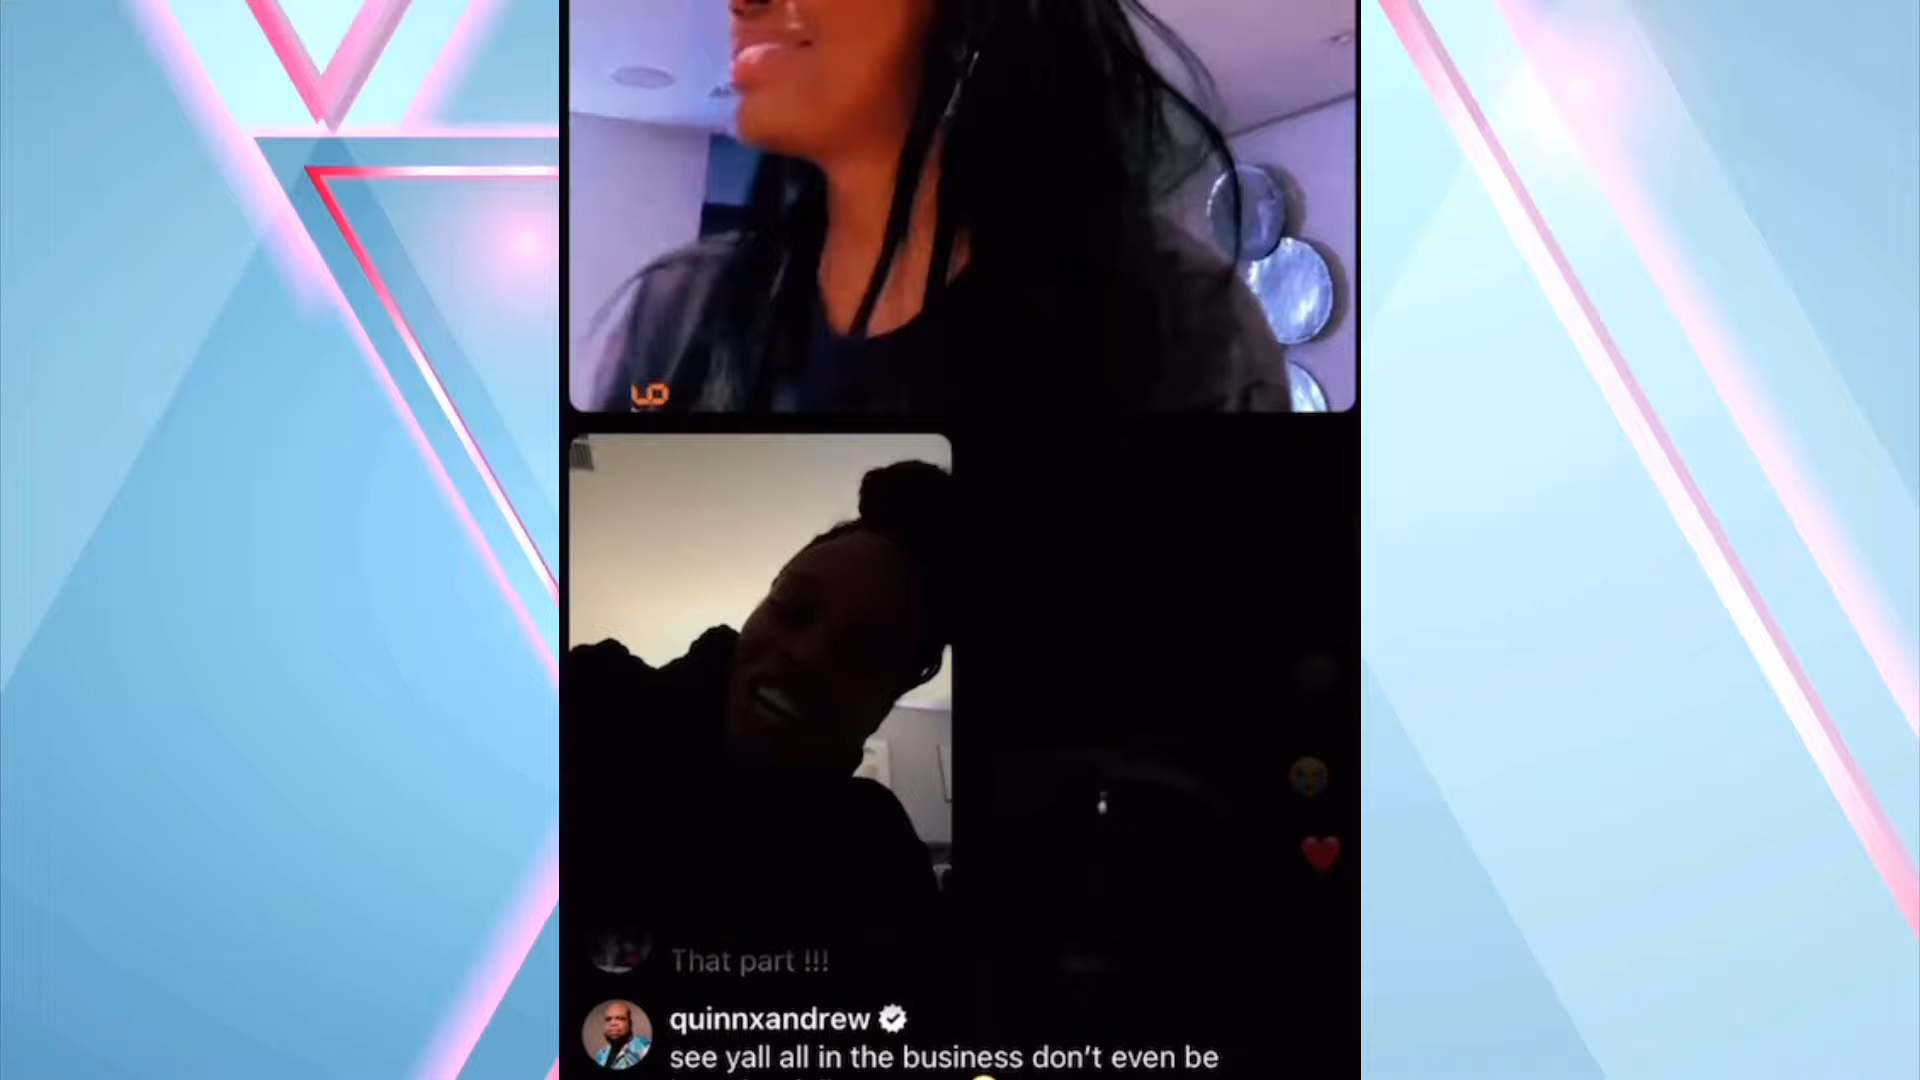 That part !!!
quinnxandrew
see yall all in the business don't even be